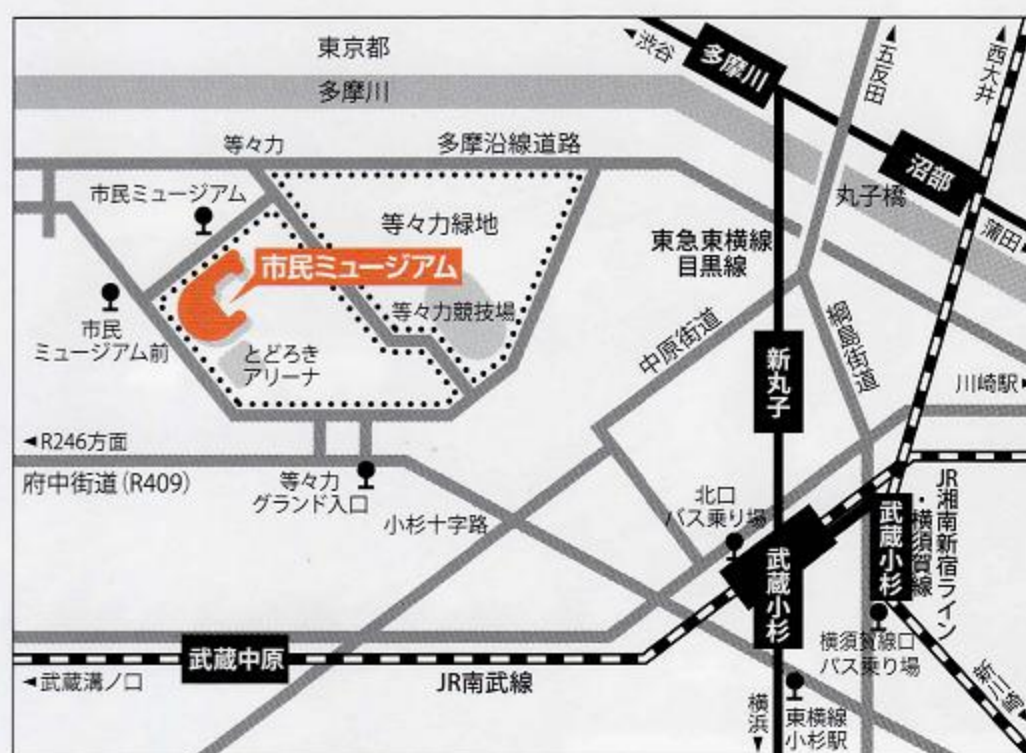 東京都
◀渋谷
多摩川
▲五反田
▲西大井
多摩川
等々力
多摩沿線道路
沼部
市民ミュージアム
丸子橋
等々力緑地
蒲田
東急東横線
目黒線
市民ミュージアム
等々力競技場
市民
ミュージアム前
とどろき
アリーナ
中原街道
綱島街道
新丸子
川崎駅▶
◀R246方面
府中街道(R409)
等々力
グランド入口
小杉十字路
北口
バス乗り場
武蔵小杉
武蔵小杉
JR湘南新宿ライン
・横須賀線
横須賀線口
バス乗り場
武蔵中原
◀武蔵溝ノ口
JR南武線
横浜▼
東横線
小杉駅
新川崎